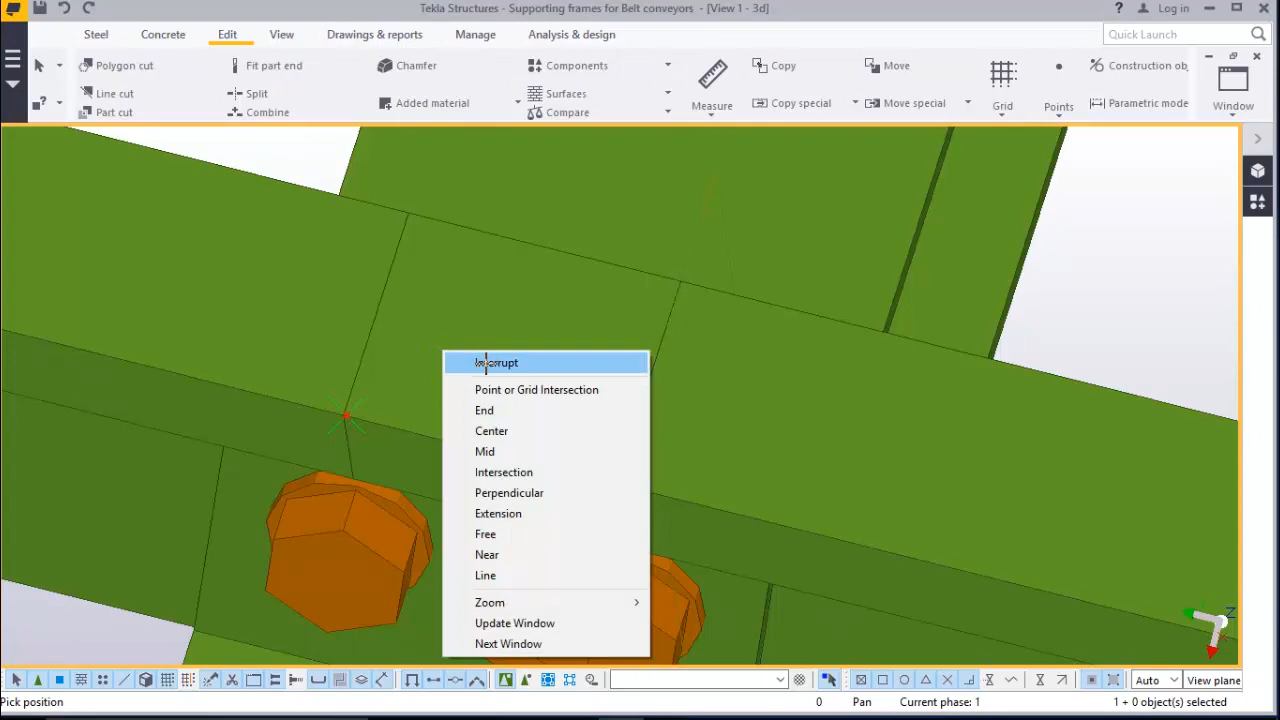 Tekla Structures - Supporting frames for Belt conveyors - [View 1 - 3d]
? Log in
Steel Concrete Edit View Drawings & reports Manage Analysis & design
Quick Launch
Polygon cut Fit part end Chamfer Components Copy Move Construction ob
Line cut Split Surfaces
Part cut Combine Added material Compare Measure Copy special Move special Grid Points Parametric mode Window
Interrupt
Point or Grid Intersection
End
Center
Mid
Intersection
Perpendicular
Extension
Free
Near
Line
Zoom
Update Window
Next Window
Z
Auto View plane
Pick position 0 Pan Current phase: 1 1 + 0 object(s) selected